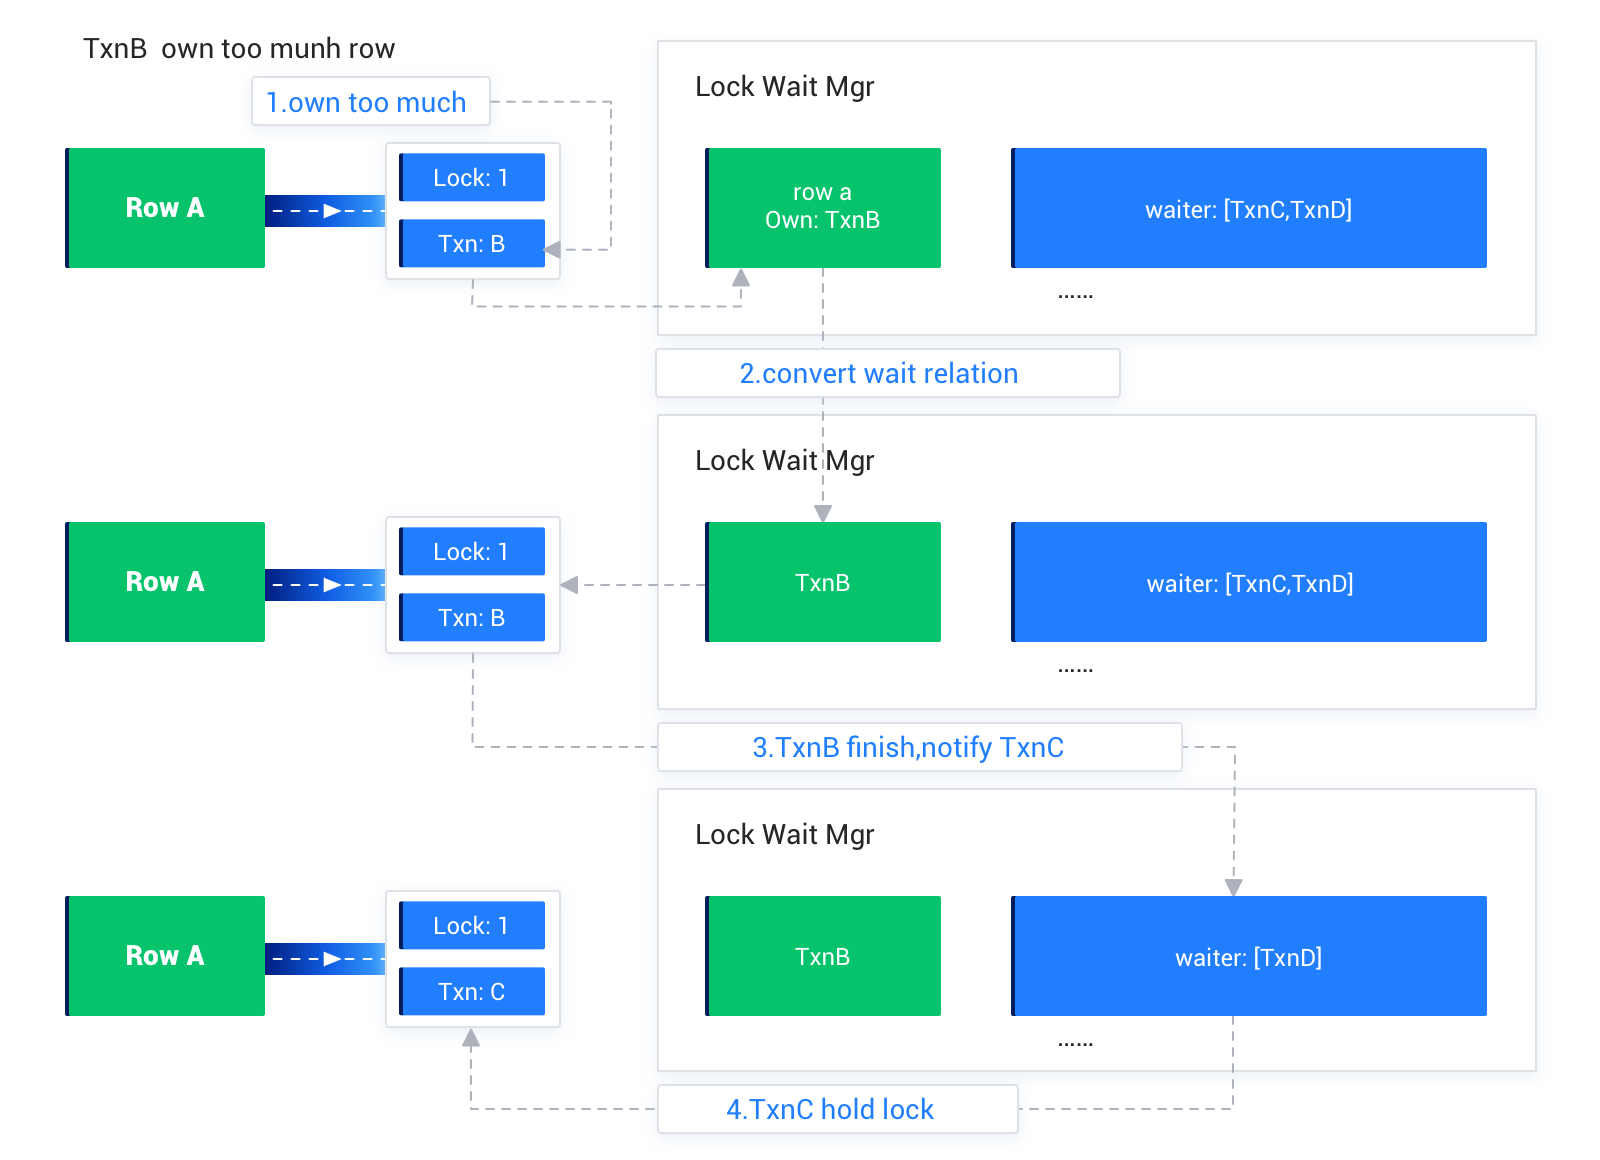 TxnB own too munh row
1.own too much
Row A
Lock: 1
Txn: B
Lock Wait Mgr
row a
Own: TxnB
waiter: [TxnC,TxnD]
......
2.convert wait relation
Row A
Lock: 1
Txn: B
Lock Wait Mgr
TxnB
waiter: [TxnC,TxnD]
......
3.TxnB finish,notify TxnC
Row A
Lock: 1
Txn: C
Lock Wait Mgr
TxnB
waiter: [TxnD]
......
4.TxnC hold lock